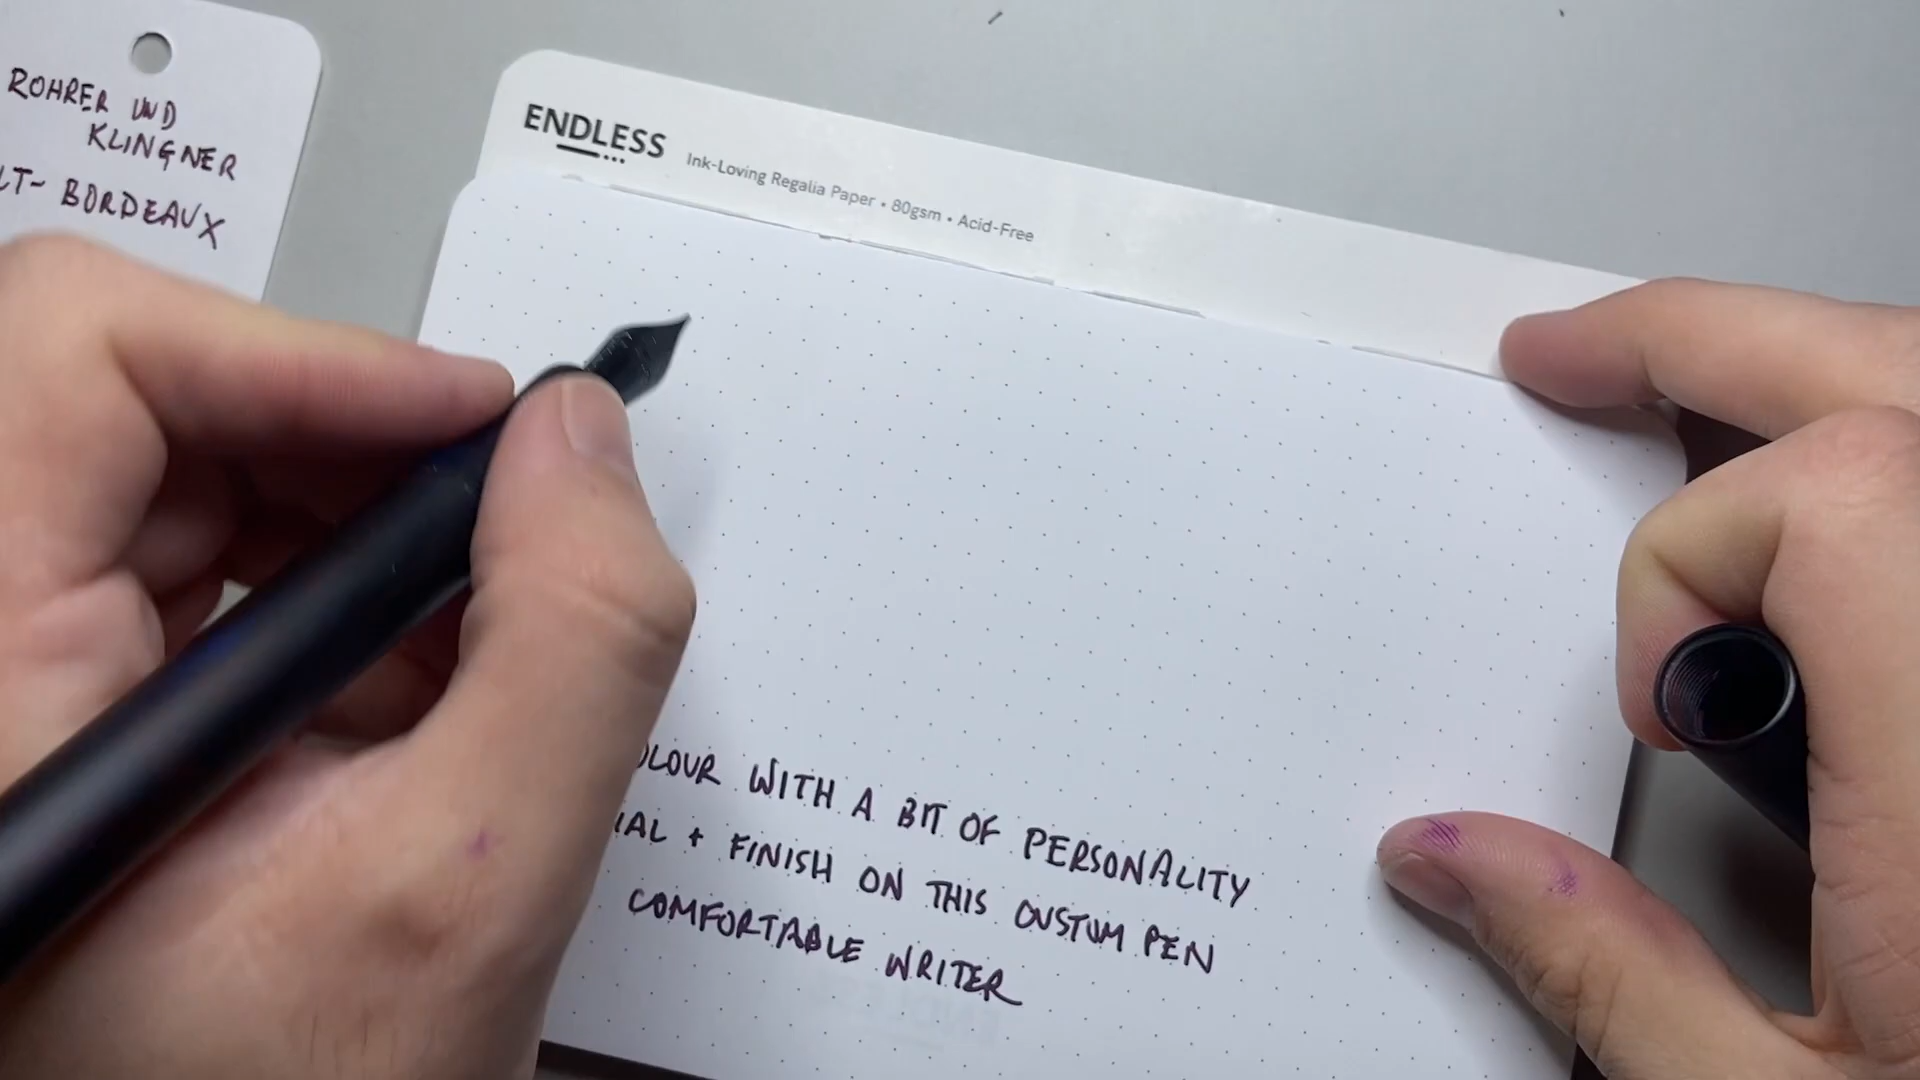 ROHRER UND
KLINGNER
LT- BORDEAUX
ENDLESS
Ink-Loving Regalia Paper • 80gsm • Acid-Free
OLOUR WITH A BIT OF PERSONALITY
IAL + FINISH ON THIS CUSTOM PEN
COMFORTABLE WRITER